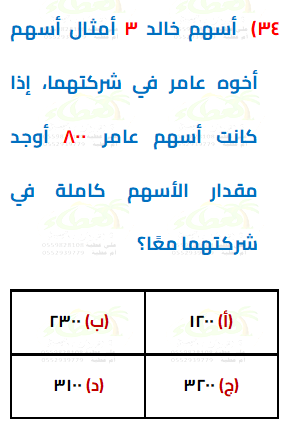 ٣٤) أسهم خالد ٣ أمثال أسهم
أخوه عامر في شركتهما، إذا
كانت أسهم عامر ٨٠٠ أوجد
مقدار الأسهم كاملة في
شركتهما معًا؟
(أ) ١٢٠٠
(ب) ٢٣٠٠
(ج) ٣٢٠٠
(د) ٣١٠٠